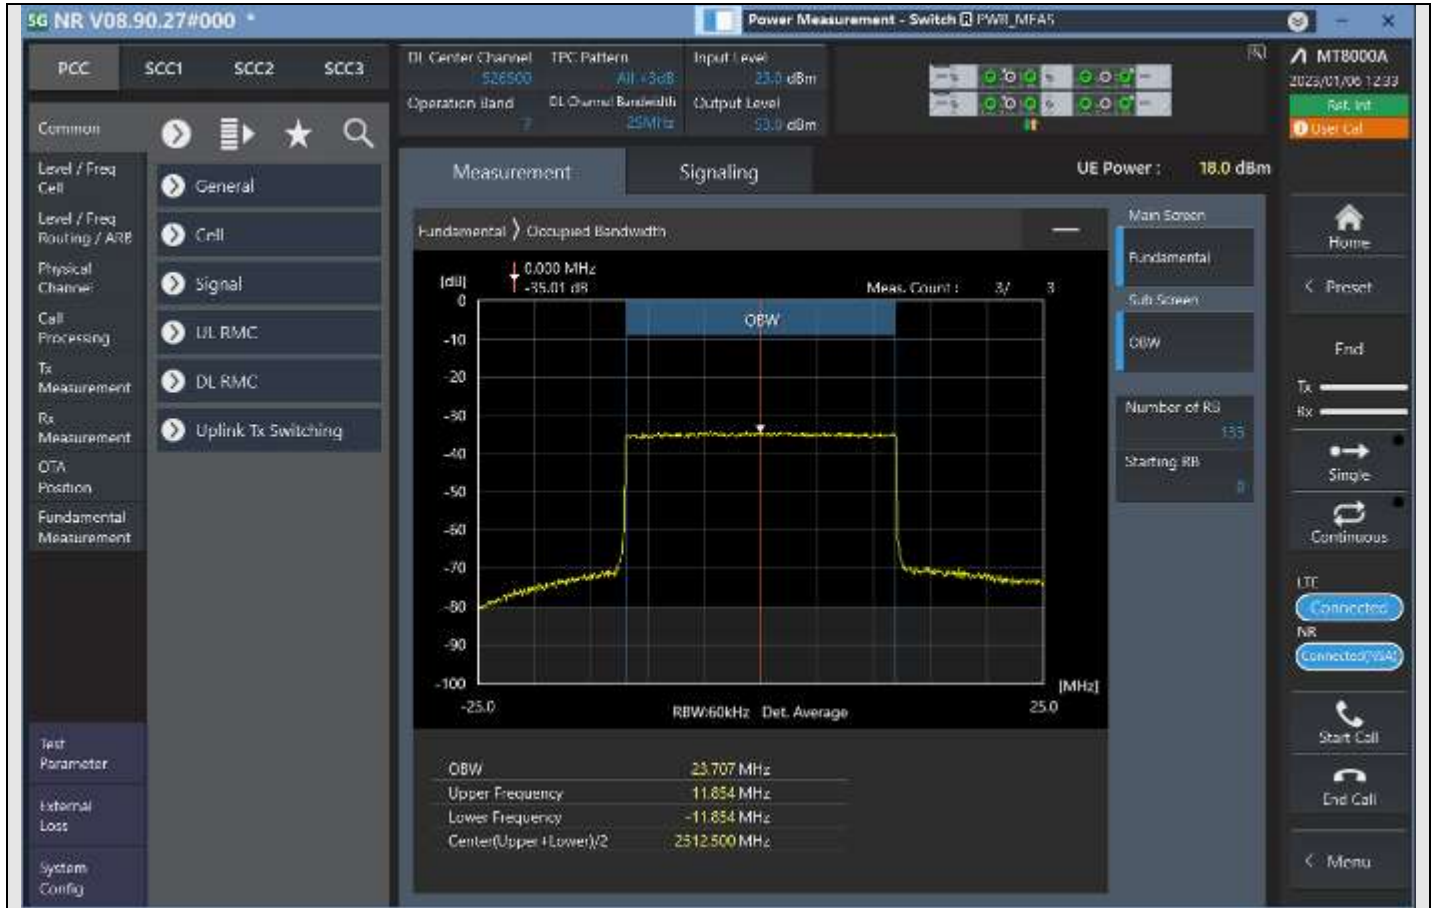 5G NR V08.90.27#000 *
Power Measurement - Switch R PWR_MEAS
PCC SCC1 SCC2 SCC3
DL Center Channel TPC Pattern Input Level
526500 All +3dB 23.0 dBm
Operation Band DL Channel Bandwidth Output Level
7 25MHz dBm
MT8000A
2023/01/06 12:33
Ref. Int
User Cal
Common
Level / Freq
Cell
Level / Freq
Routing / ARB
Physical
Channel
Call
Processing
Tx
Measurement
Rx
Measurement
OTA
Position
Fundamental
Measurement
Test
Parameter
External
Loss
System
Config
General
Cell
Signal
UL RMC
DL RMC
Uplink Tx Switching
Measurement Signaling
UE Power : 18.0 dBm
Fundamental > Occupied Bandwidth
[dB]
0.000 MHz
-35.01 dB
Meas. Count : 3/ 3
OBW
0
-10
-20
-30
-40
-50
-60
-70
-80
-90
-100
[MHz]
-25.0
RBW:60kHz Det. Average
25.0
OBW 23.707 MHz
Upper Frequency 11.854 MHz
Lower Frequency -11.854 MHz
Center(Upper+Lower)/2 2512.500 MHz
Main Screen
Fundamental
Sub Screen
OBW
Number of RB
133
Starting RB
0
Home
< Preset
End
Tx
Rx
Single
Continuous
LTE
Connected
NR
Connected(NSA)
Start Call
End Call
< Menu